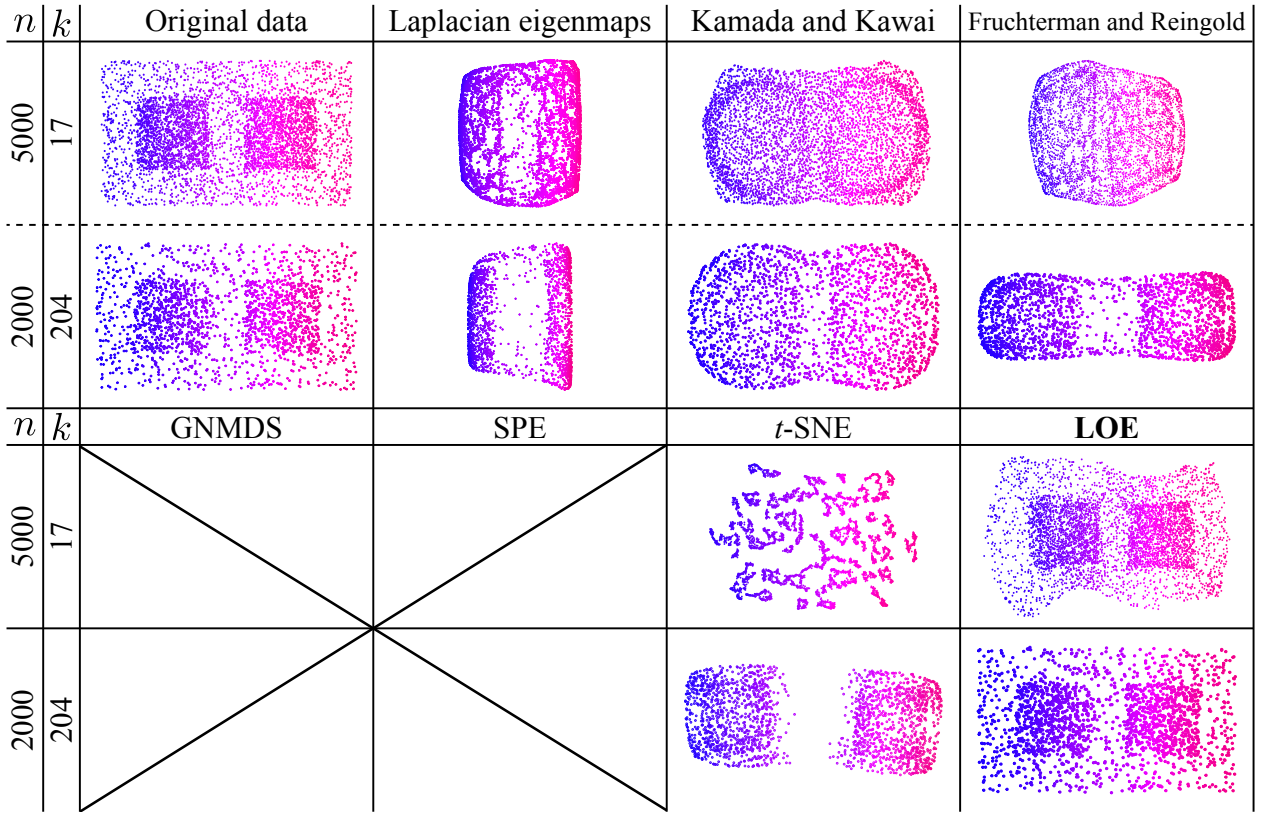 n k Original data Laplacian eigenmaps Kamada and Kawai Fruchterman and Reingold
5000 17
2000 204
n k GNMDS SPE t-SNE LOE
5000 17
2000 204